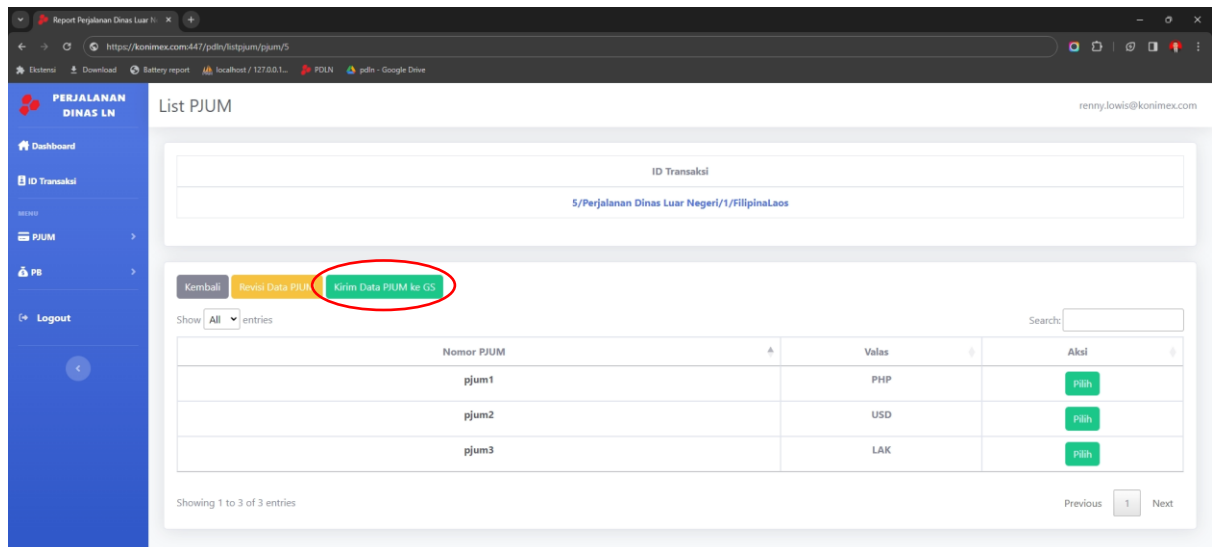 Report Perjalanan Dinas Luar N
https://konimex.com:447/pdln/listpjum/pjum/5
Ekstensi Download Battery report localhost / 127.0.0.1... PDLN pdln - Google Drive
PERJALANAN
DINAS LN
List PJUM
renny.lowis@konimex.com
Dashboard
ID Transaksi
MENU
PJUM
PB
Logout
ID Transaksi
5/Perjalanan Dinas Luar Negeri/1/FilipinaLaos
Kembali Revisi Data PJUM Kirim Data PJUM ke GS
Show All entries Search:
Nomor PJUM Valas Aksi
pjum1 PHP Pilih
pjum2 USD Pilih
pjum3 LAK Pilih
Showing 1 to 3 of 3 entries Previous 1 Next